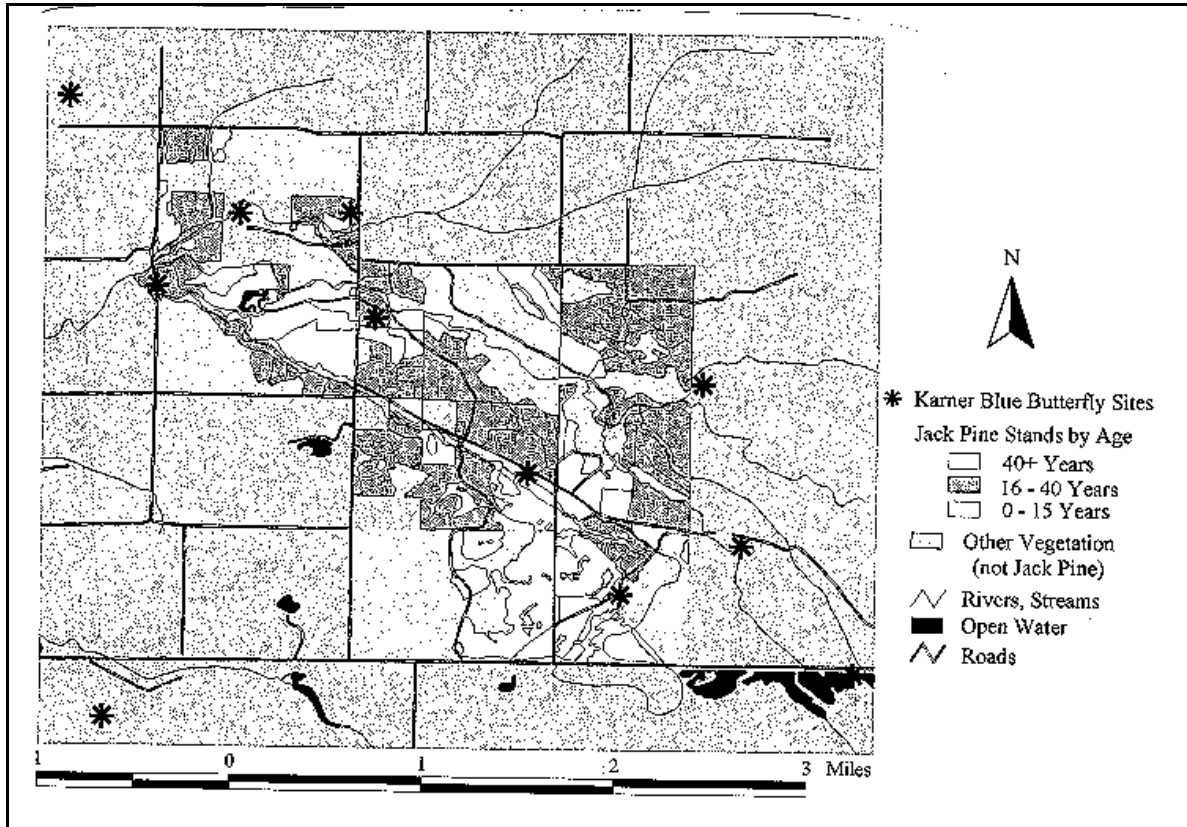 N
Karner Blue Butterfly Sites
Jack Pine Stands by Age
40+ Years
16 - 40 Years
0 - 15 Years
Other Vegetation
(not Jack Pine)
Rivers, Streams
Open Water
Roads
1 0 1 2 3 Miles